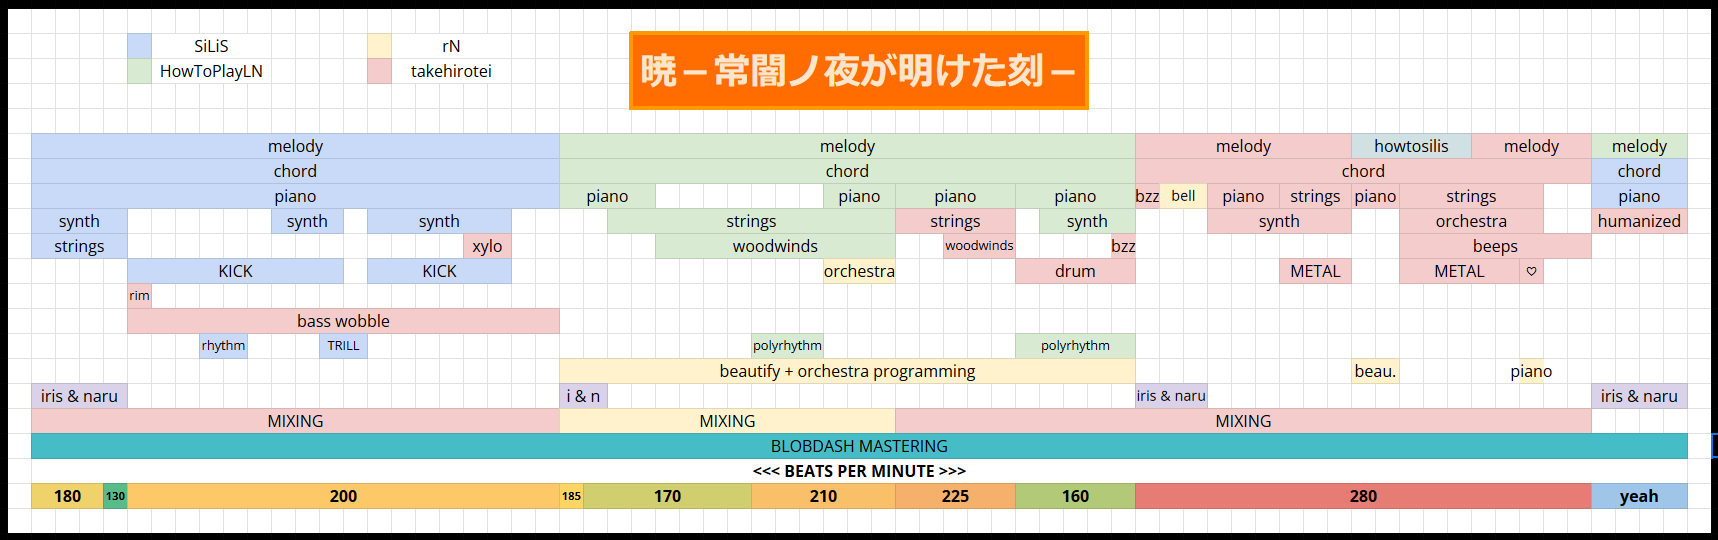 SiLiS rN
HowToPlayLN takehirotei
暁－常闇ノ夜が明けた刻－
melody melody melody howtosilis melody melody
chord chord chord chord
piano piano piano piano piano bzz bell piano strings piano strings piano
synth synth synth strings strings synth synth orchestra humanized
strings xylo woodwinds woodwinds bzz beeps
KICK KICK orchestra drum METAL METAL ♡
rim
bass wobble
rhythm TRILL polyrhythm polyrhythm
beautify + orchestra programming beau. piano
iris & naru i & n iris & naru iris & naru
MIXING MIXING MIXING
BLOBDASH MASTERING
<<< BEATS PER MINUTE >>>
180 130 200 185 170 210 225 160 280 yeah